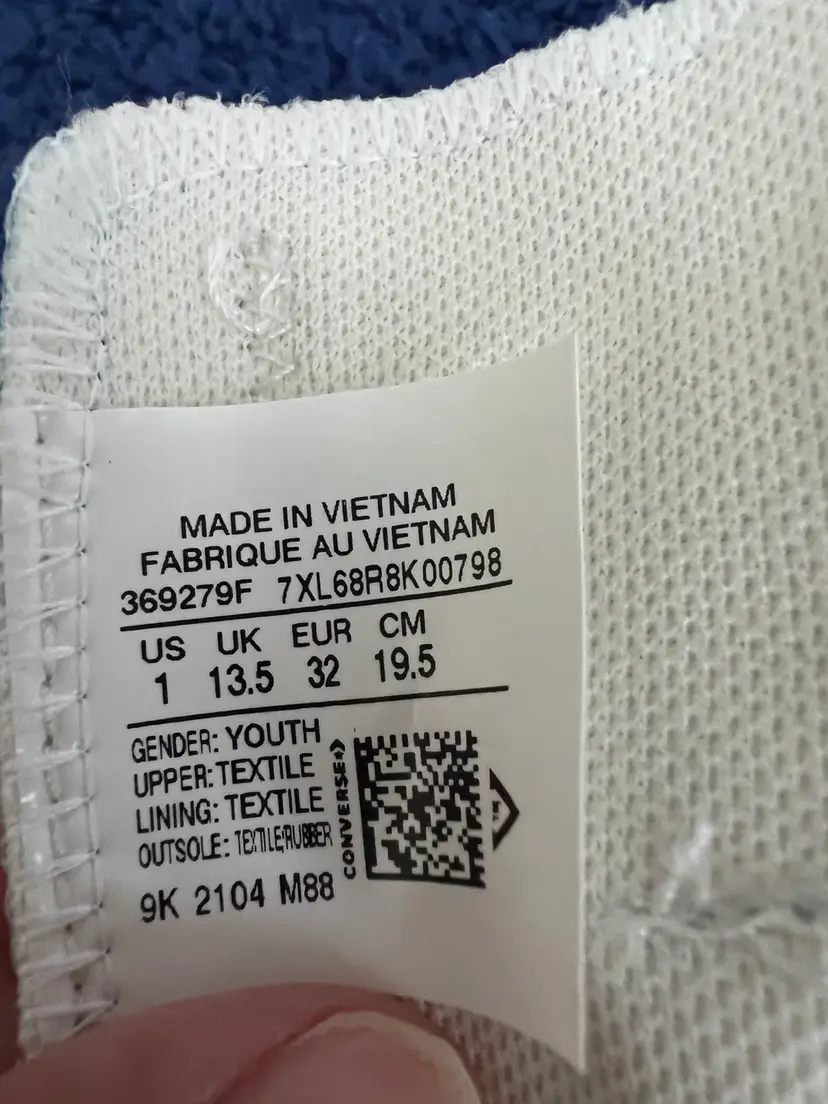 MADE IN VIETNAM
FABRIQUE AU VIETNAM
369279F 7XL68R8K00798
US UK EUR CM
1 13.5 32 19.5
GENDER: YOUTH
UPPER: TEXTILE
LINING: TEXTILE
OUTSOLE: TEXTILE/RUBBER
CONVERSE
9K 2104 M88